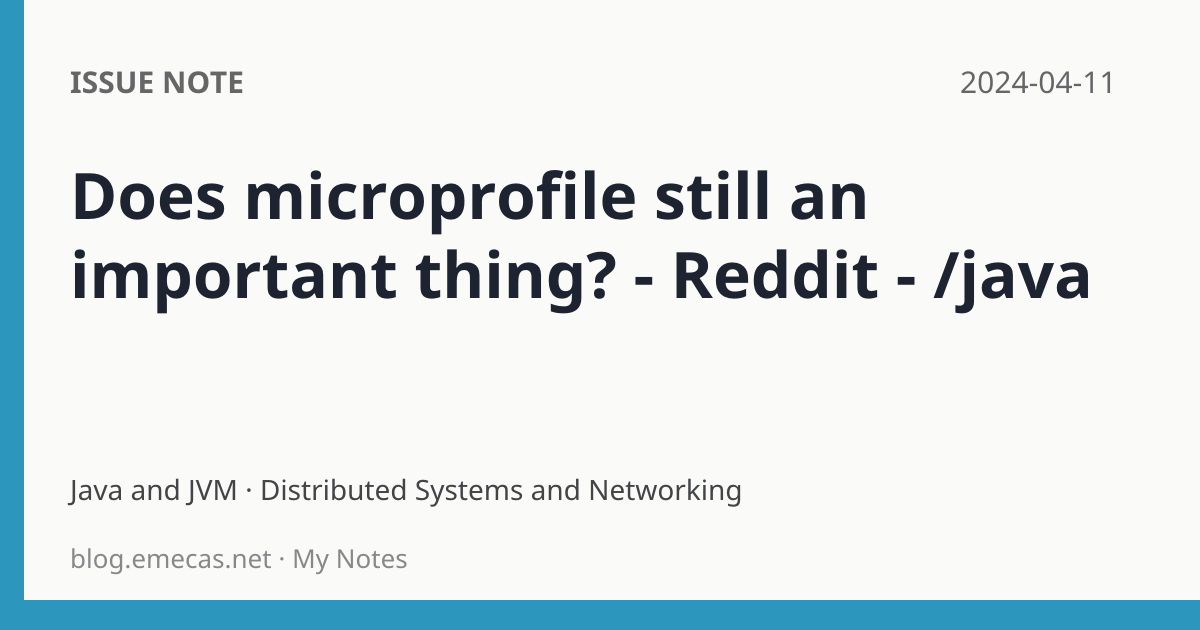 ISSUE NOTE
2024-04-11
Does microprofile still an
important thing? - Reddit - /java
Java and JVM · Distributed Systems and Networking
blog.emecas.net · My Notes